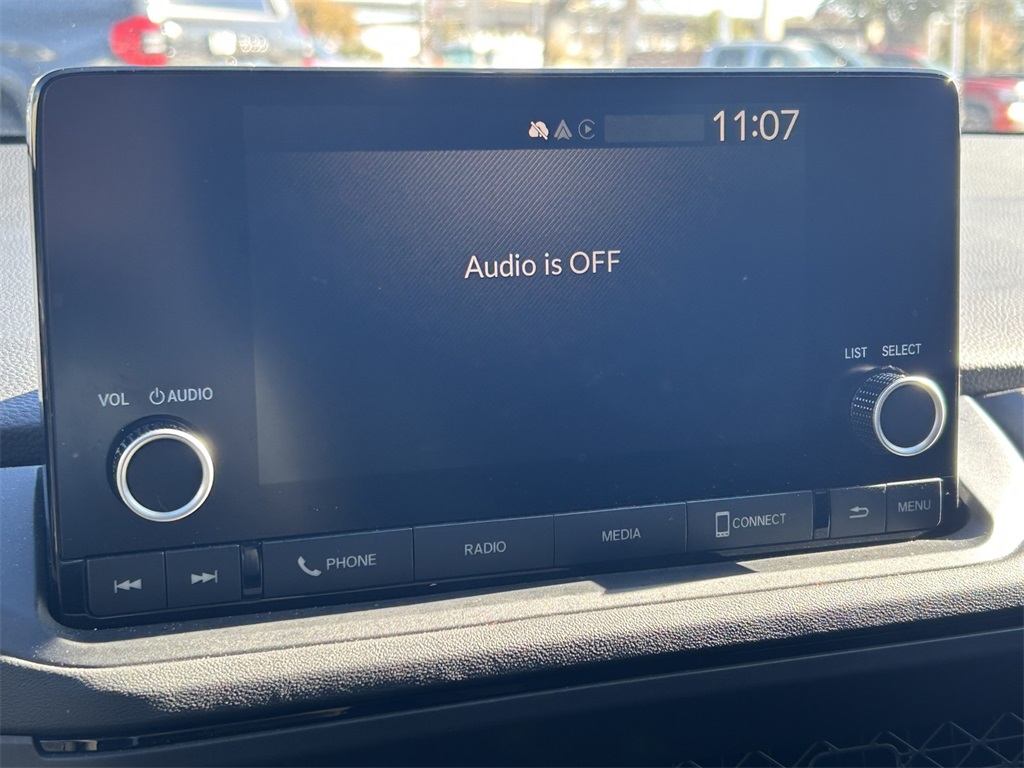 11:07
Audio is OFF
LIST SELECT
VOL AUDIO
PHONE RADIO MEDIA CONNECT MENU